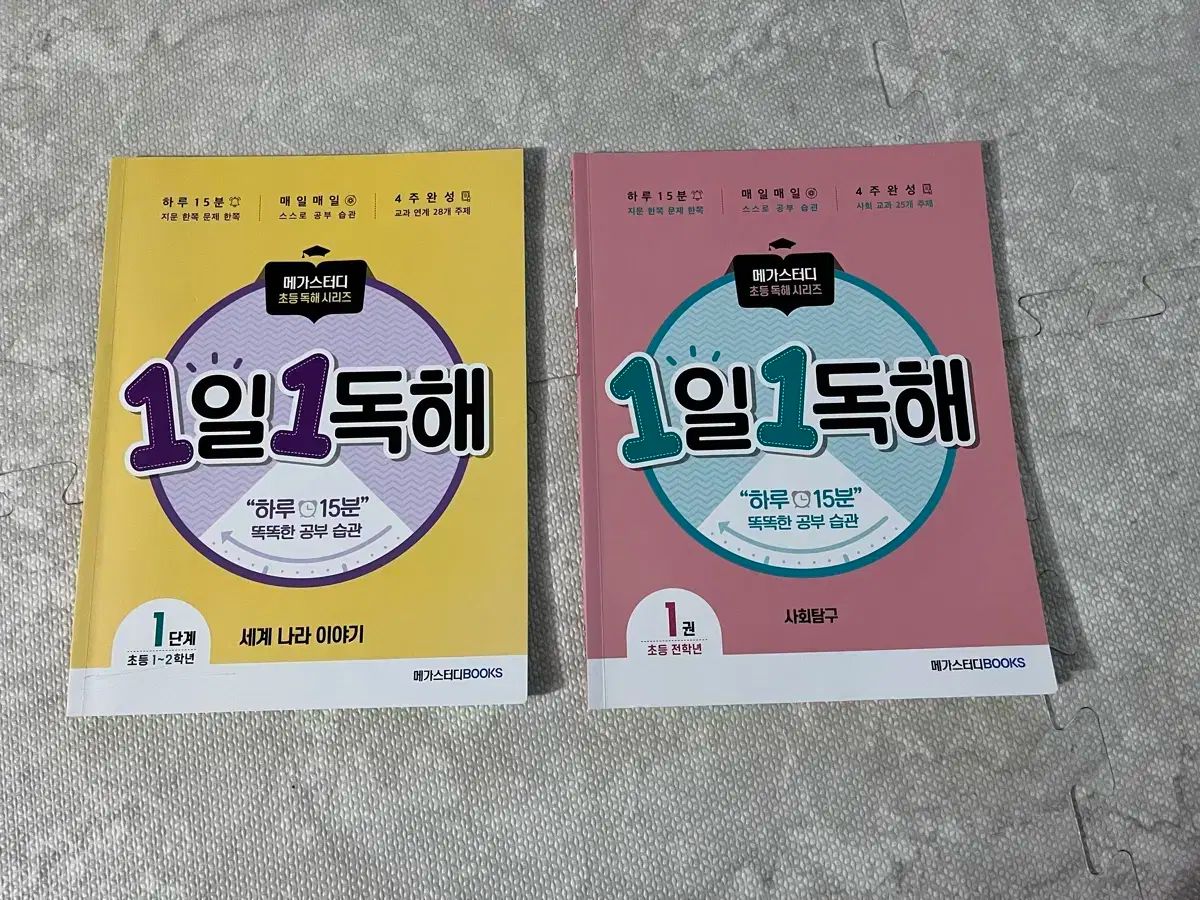 하루 15분
지문 한쪽 문제 한쪽
매일매일
스스로 공부 습관
4주완성
교과 연계 28개 주제
메가스터디
초등 독해 시리즈
1일 1독해
“하루 15분”
똑똑한 공부 습관
1단계
초등 1~2학년
세계 나라 이야기
메가스터디BOOKS
하루 15분
지문 한쪽 문제 한쪽
매일매일
스스로 공부 습관
4주완성
사회 교과 25개 주제
메가스터디
초등 독해 시리즈
1일 1독해
“하루 15분”
똑똑한 공부 습관
1권
초등 전학년
사회탐구
메가스터디BOOKS